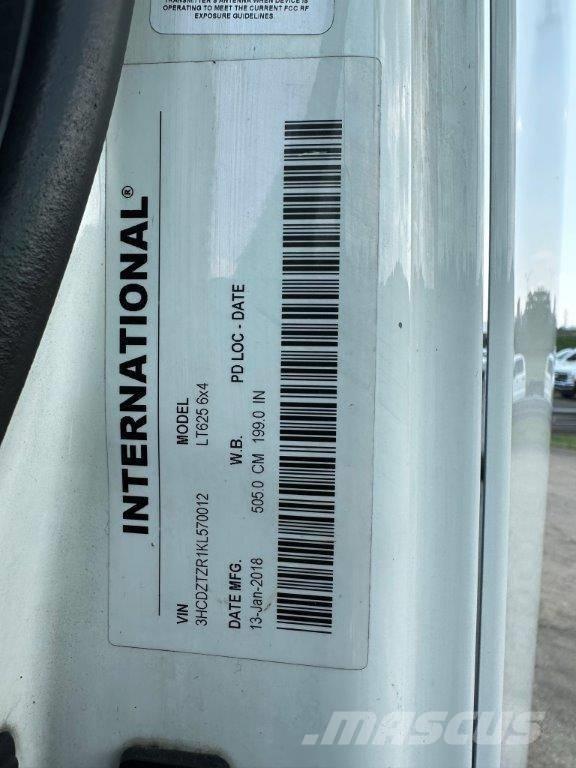 TRANSMITTER'S ANTENNA WHEN DEVICE IS
OPERATING TO MEET THE CURRENT FCC RF
EXPOSURE GUIDELINES.
INTERNATIONAL®
VIN MODEL
3HCDZTZR1KL570012 LT625 6x4
DATE MFG. W.B. PD LOC - DATE
13-Jan-2018 505.0 CM 199.0 IN
MASCUS